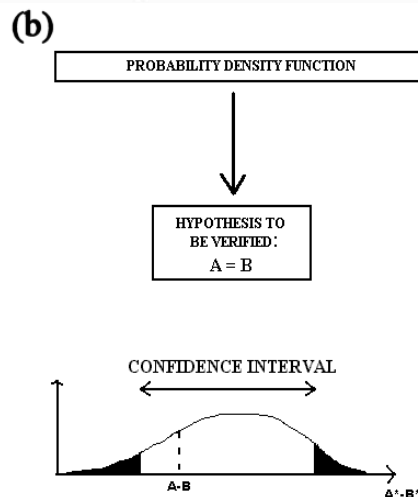 (b)
PROBABILITY DENSITY FUNCTION
HYPOTHESIS TO
BE VERIFIED:
A = B
CONFIDENCE INTERVAL
A-B
A*-B*